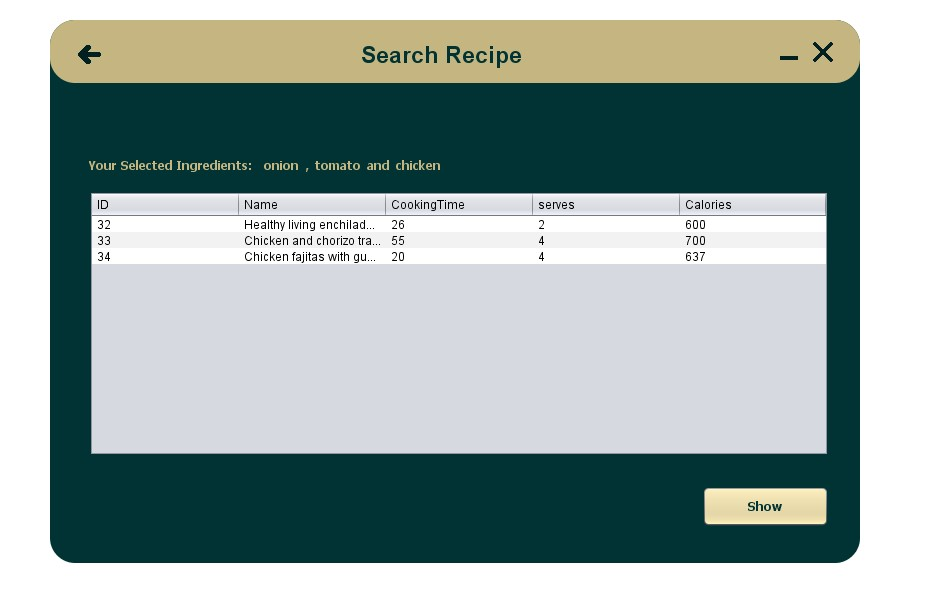 Search Recipe
Your Selected Ingredients: onion , tomato and chicken
ID Name CookingTime serves Calories
32 Healthy living enchilad... 26 2 600
33 Chicken and chorizo tra... 55 4 700
34 Chicken fajitas with gu... 20 4 637
Show